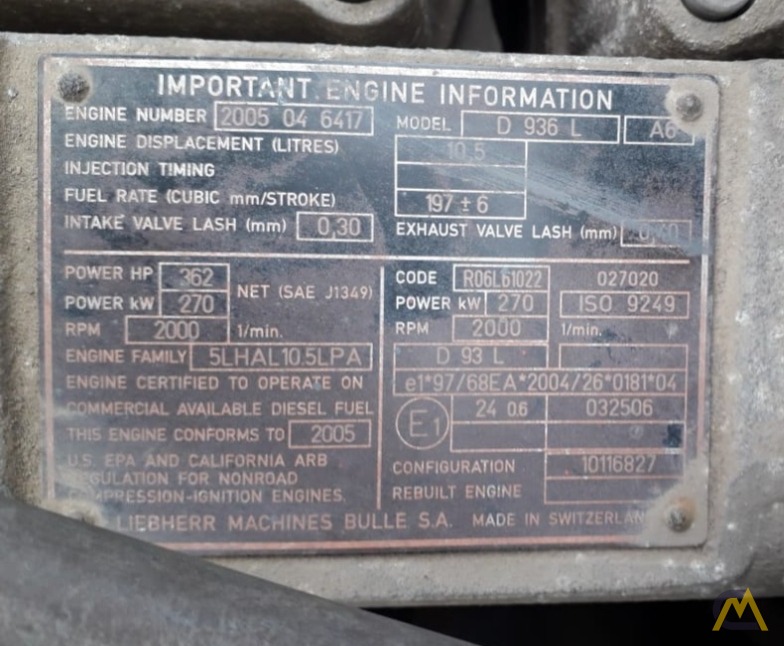 IMPORTANT ENGINE INFORMATION
ENGINE NUMBER 2005 04 6417 MODEL D 936 L A6
ENGINE DISPLACEMENT (LITRES) 10,5
INJECTION TIMING
FUEL RATE (CUBIC mm/STROKE) 197 ± 6
INTAKE VALVE LASH (mm) 0,30 EXHAUST VALVE LASH (mm)
POWER HP 362 NET (SAE J1349)
POWER kW 270
RPM 2000 1/min.
ENGINE FAMILY 5LHAL10.5LPA
ENGINE CERTIFIED TO OPERATE ON
COMMERCIAL AVAILABLE DIESEL FUEL
THIS ENGINE CONFORMS TO 2005
U.S. EPA AND CALIFORNIA ARB
REGULATION FOR NONROAD
COMPRESSION-IGNITION ENGINES.
CODE R06L61022 027020
POWER kW 270 ISO 9249
RPM 2000 1/min.
D 93 L
e1*97/68EA*2004/26*0181*04
E1 24 0.6 032506
CONFIGURATION 10116827
REBUILT ENGINE
LIEBHERR MACHINES BULLE S.A. MADE IN SWITZERLAND